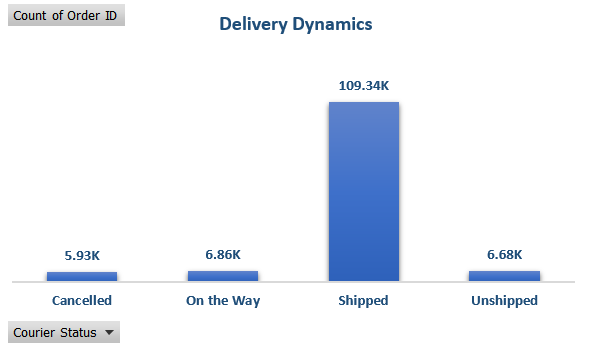 Count of Order ID
Delivery Dynamics
109.34K
5.93K
6.86K
6.68K
Cancelled
On the Way
Shipped
Unshipped
Courier Status